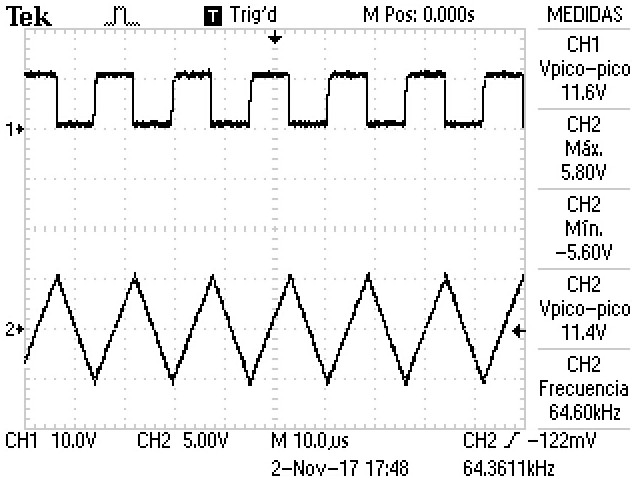 Tek T Trig'd M Pos: 0.000s MEDIDAS
CH1
Vpico-pico
11.6V
CH2
Máx.
5.80V
CH2
Mín.
-5.60V
CH2
Vpico-pico
11.4V
CH2
Frecuencia
64.60kHz
1
2
CH1 10.0V CH2 5.00V M 10.0µs CH2 -122mV
2-Nov-17 17:48 64.3611kHz